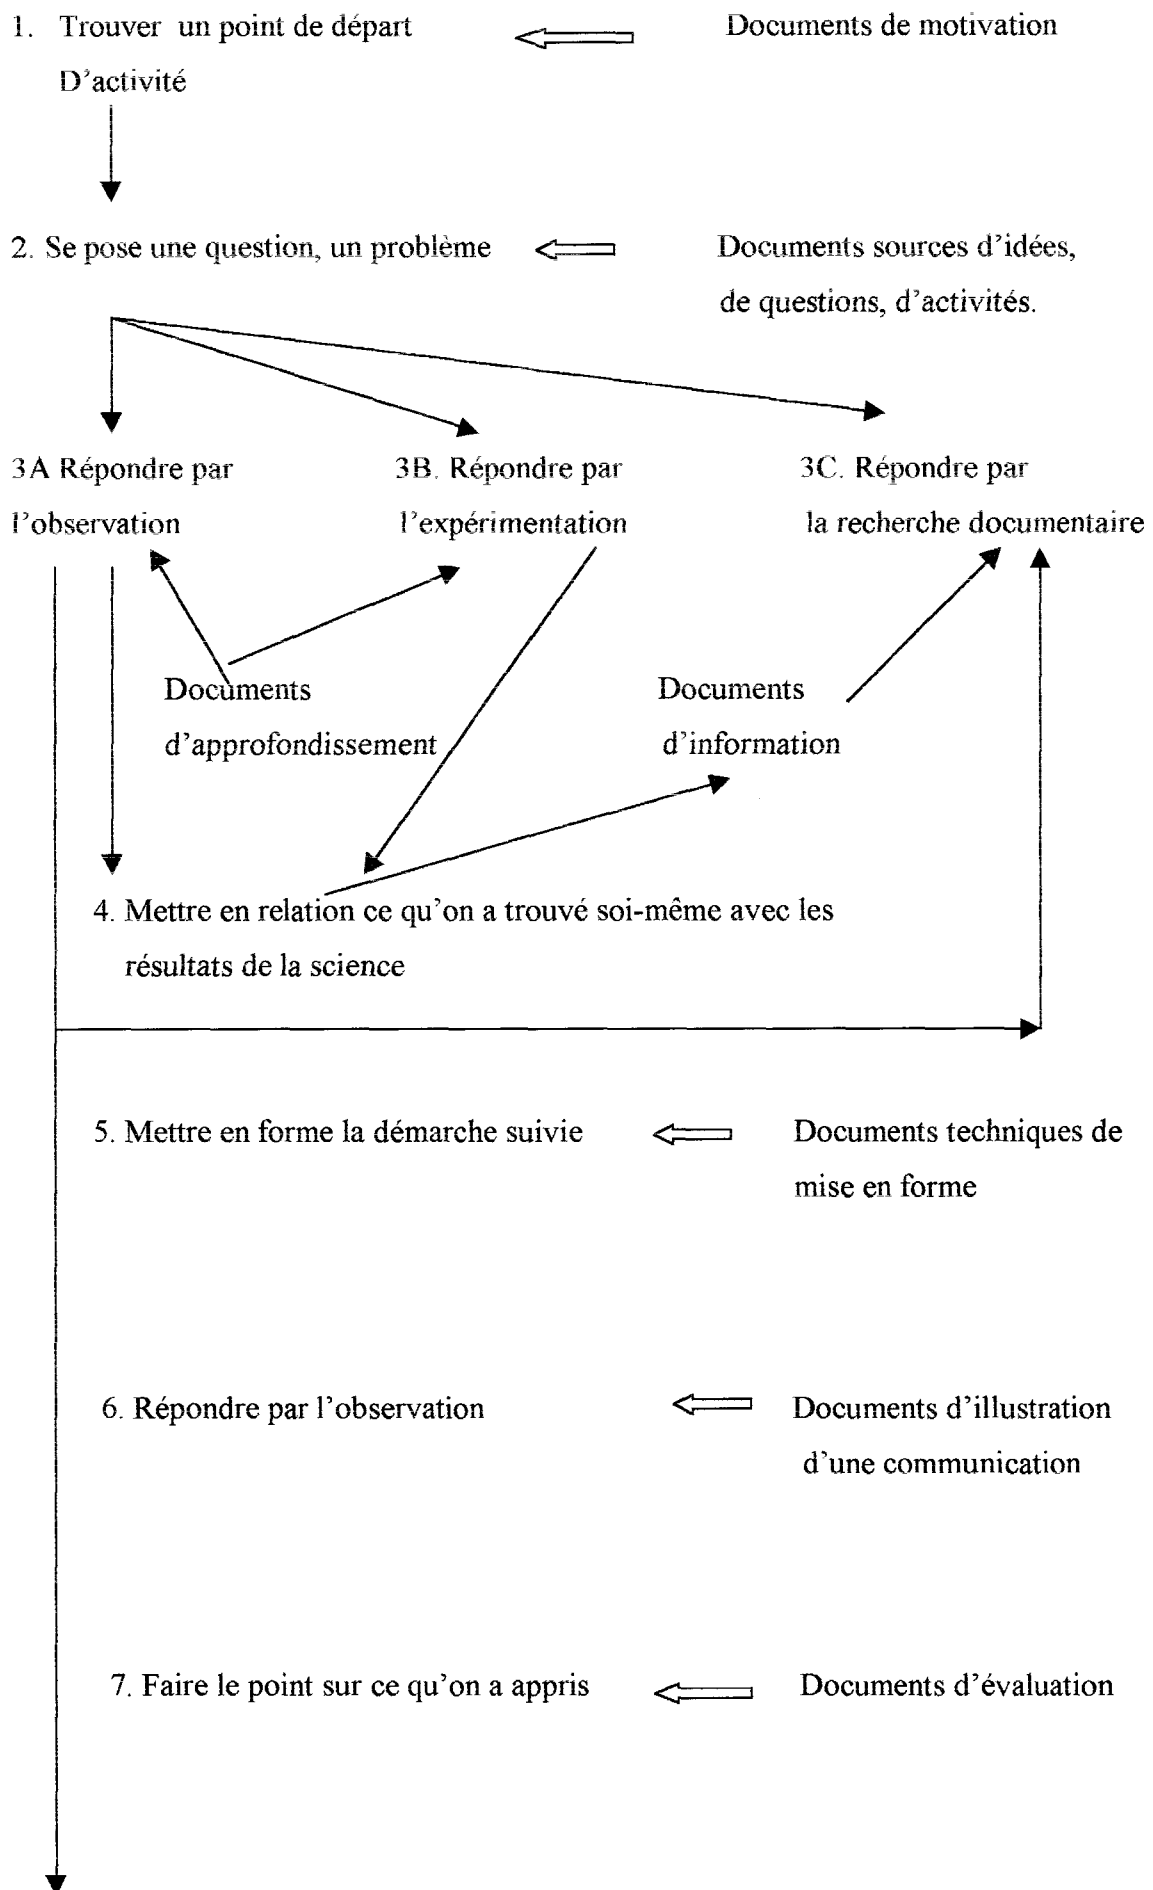 1. Trouver un point de départ
D'activité
Documents de motivation
2. Se pose une question, un problème
Documents sources d'idées,
de questions, d'activités.
3A Répondre par
l'observation
3B. Répondre par
l'expérimentation
3C. Répondre par
la recherche documentaire
Documents
d'approfondissement
Documents
d'information
4. Mettre en relation ce qu'on a trouvé soi-même avec les
résultats de la science
5. Mettre en forme la démarche suivie
Documents techniques de
mise en forme
6. Répondre par l'observation
Documents d'illustration
d'une communication
7. Faire le point sur ce qu'on a appris
Documents d'évaluation